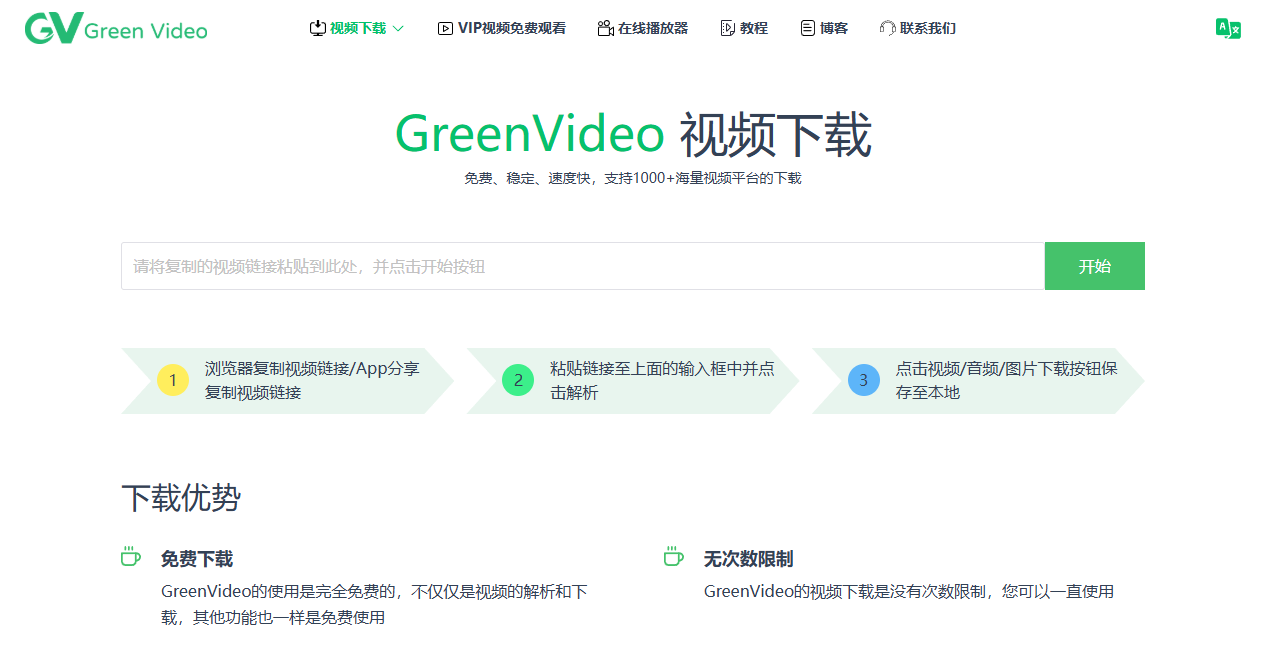 GV Green Video
视频下载
VIP视频免费观看
在线播放器
教程
博客
联系我们
A文
GreenVideo 视频下载
免费、稳定、速度快，支持1000+海量视频平台的下载
请将复制的视频链接粘贴到此处，并点击开始按钮
开始
1
浏览器复制视频链接/App分享
复制视频链接
2
粘贴链接至上面的输入框中并点
击解析
3
点击视频/音频/图片下载按钮保
存至本地
下载优势
免费下载
GreenVideo的使用是完全免费的，不仅仅是视频的解析和下
载，其他功能也一样是免费使用
无次数限制
GreenVideo的视频下载是没有次数限制，您可以一直使用